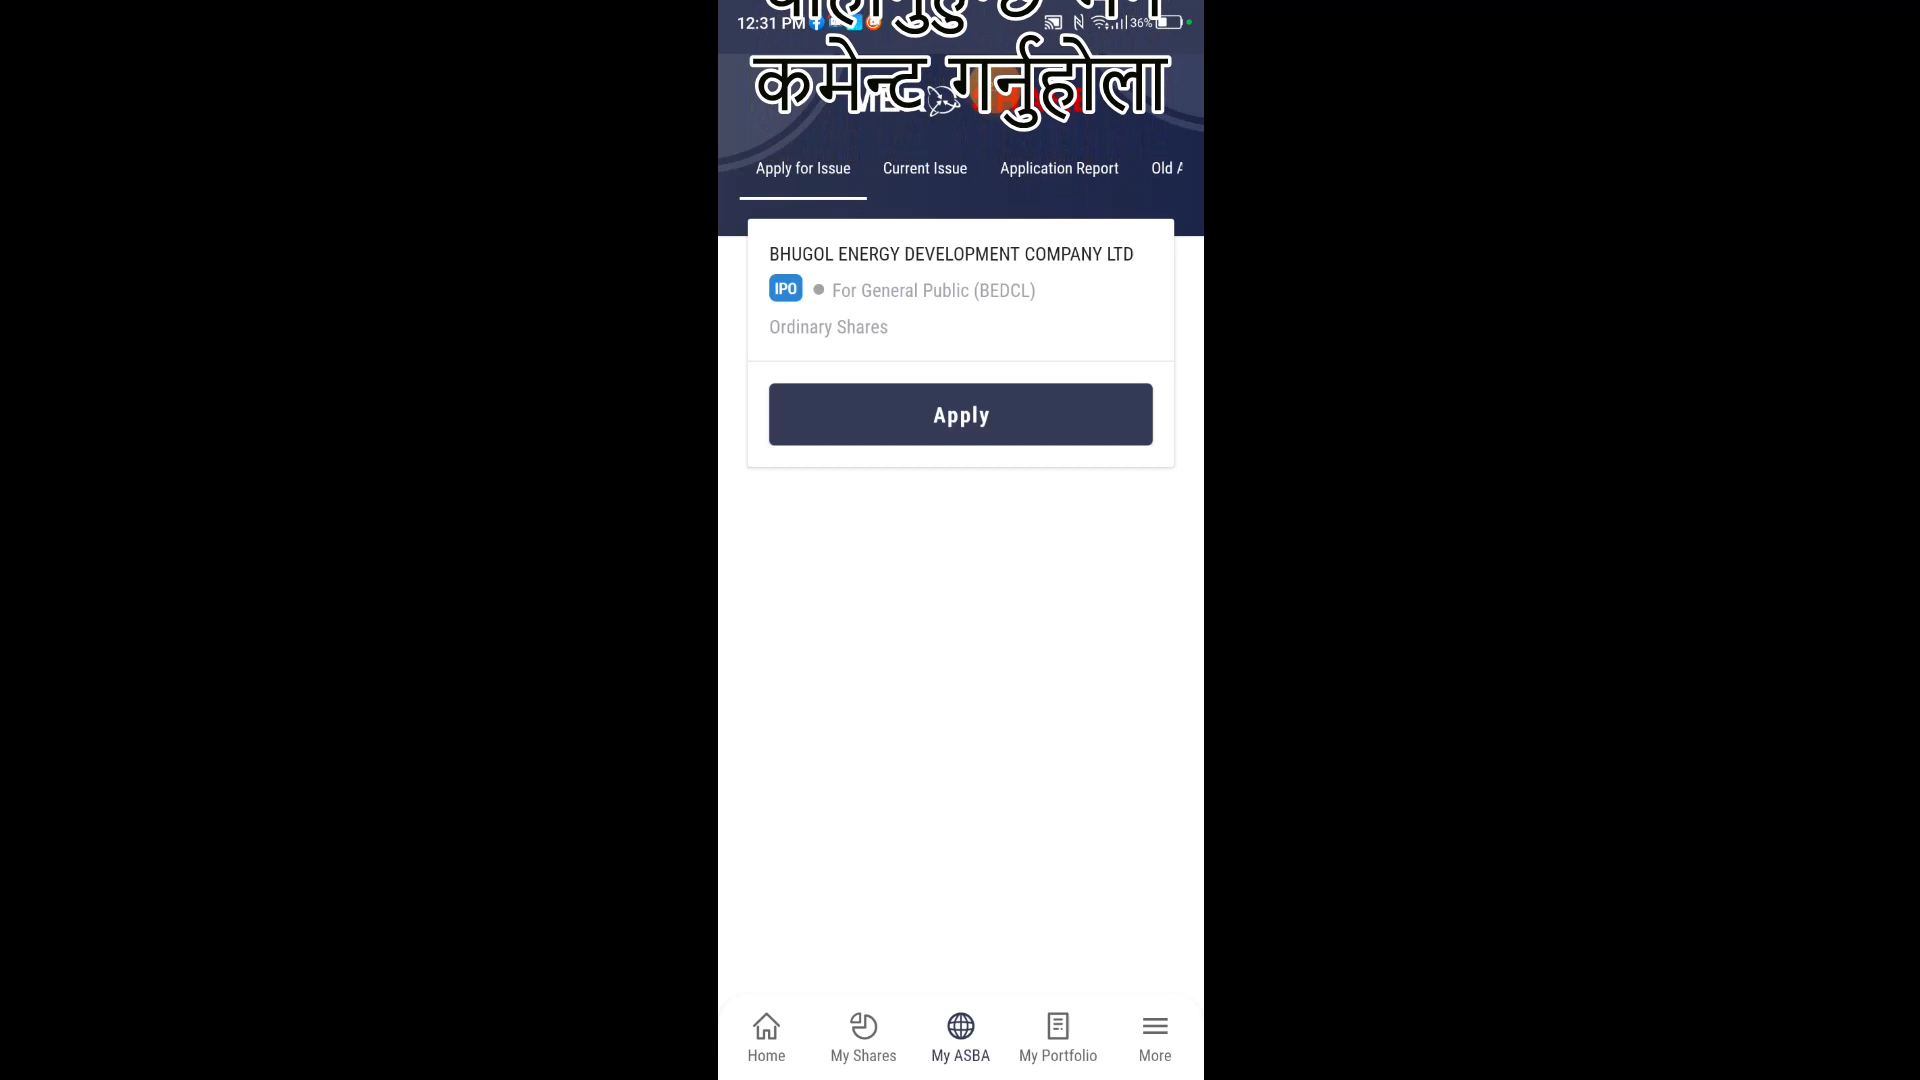 12:31 PM
36%
कमेन्ट गर्नुहोला
Apply for Issue Current Issue Application Report Old
BHUGOL ENERGY DEVELOPMENT COMPANY LTD
IPO For General Public (BEDCL)
Ordinary Shares
Apply
Home My Shares My ASBA My Portfolio More